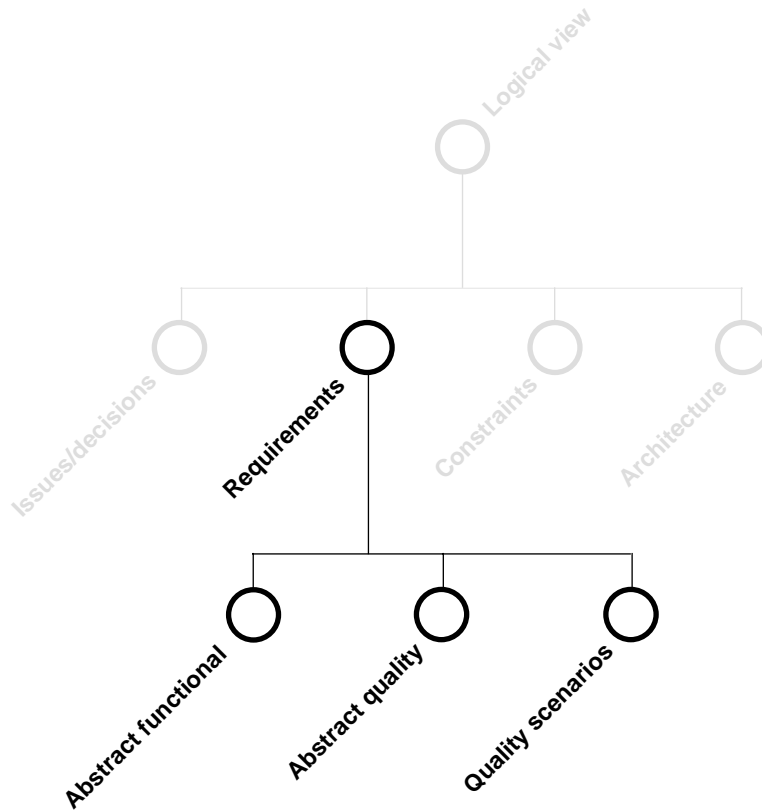 Logical view
Issues/decisions
Requirements
Constraints
Architecture
Abstract functional
Abstract quality
Quality scenarios